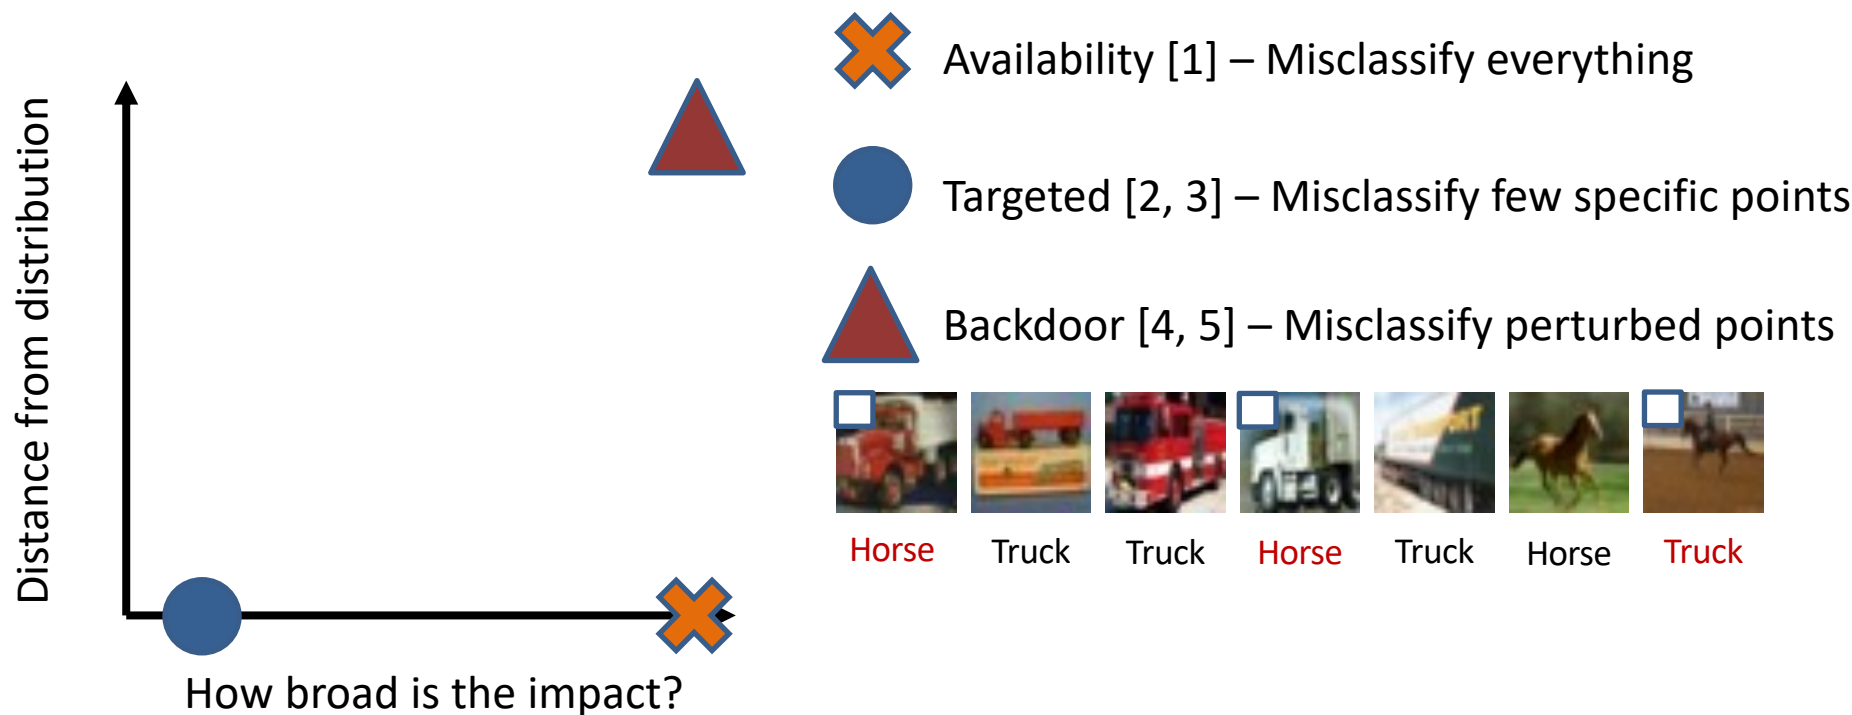 Distance from distribution
How broad is the impact?
Availability [1] – Misclassify everything
Targeted [2, 3] – Misclassify few specific points
Backdoor [4, 5] – Misclassify perturbed points
Horse Truck Truck Horse Truck Horse Truck